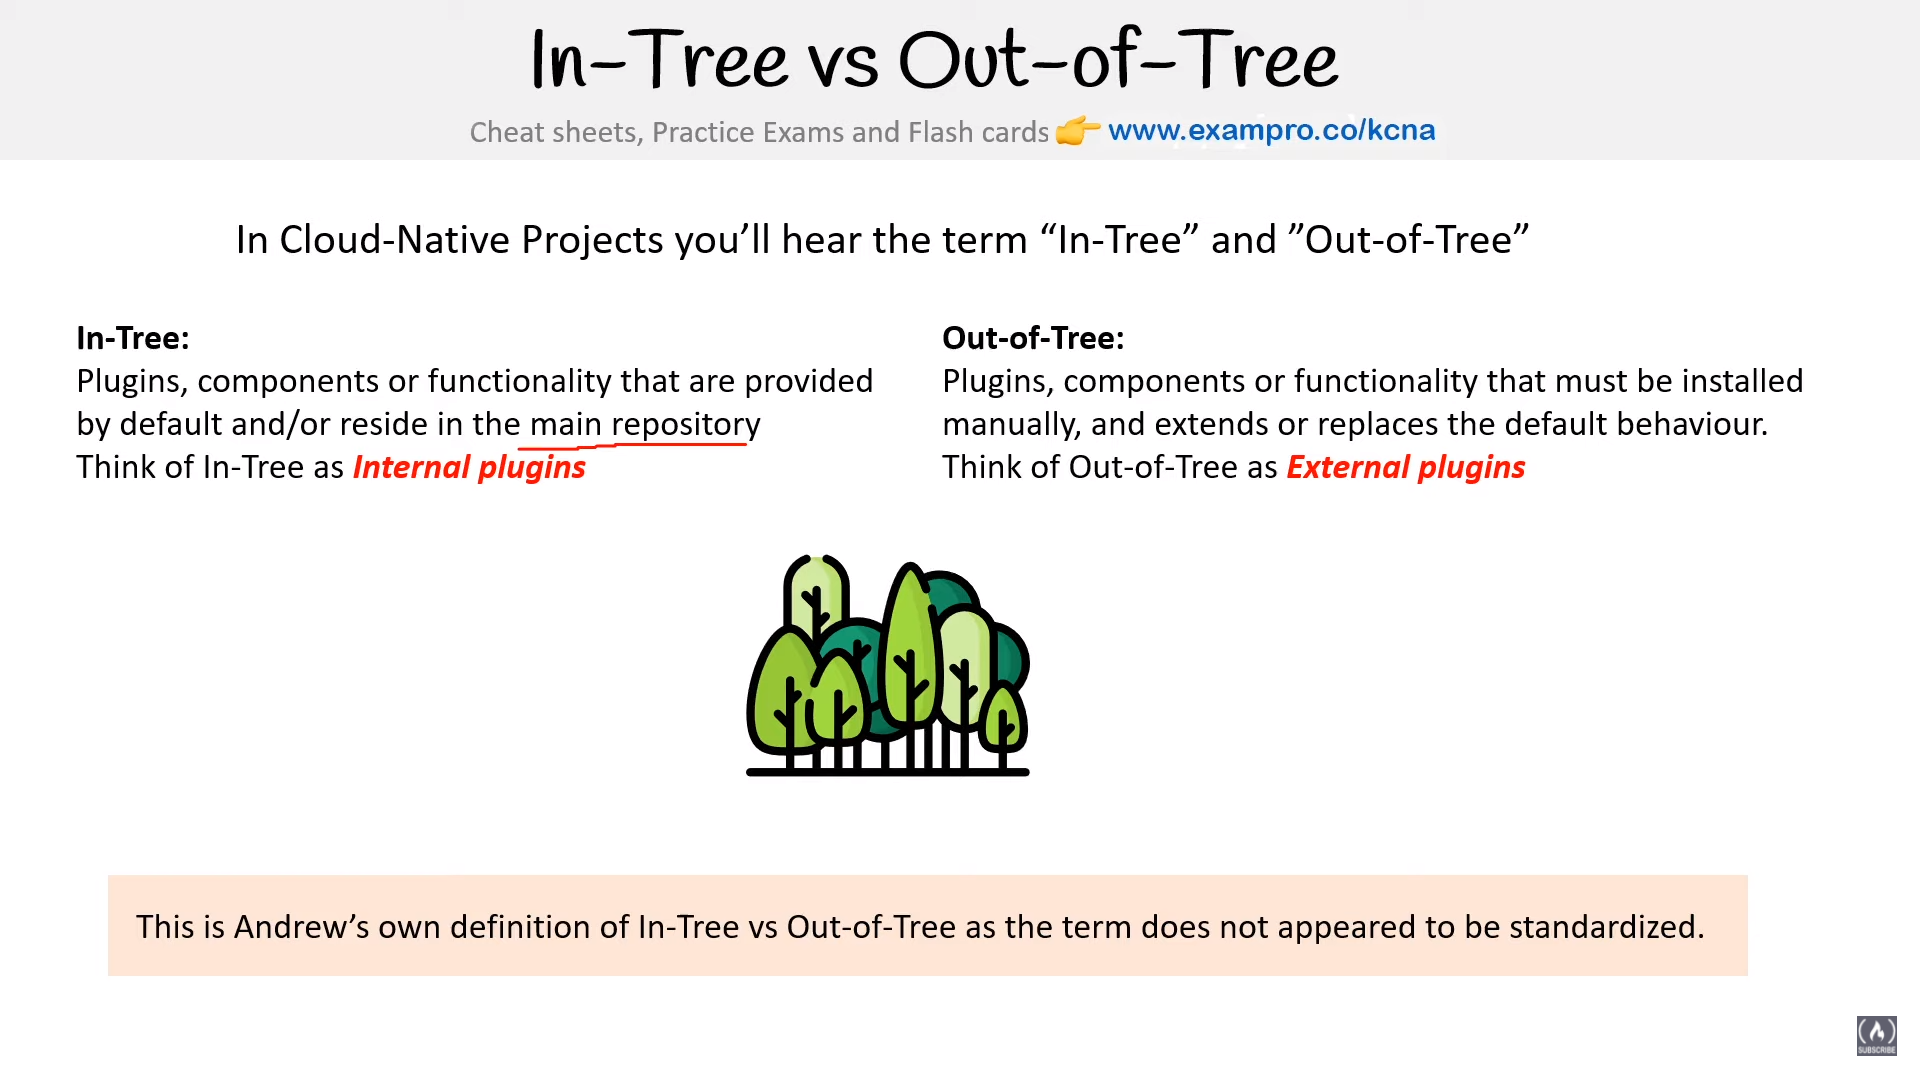 In-Tree vs Out-of-Tree
Cheat sheets, Practice Exams and Flash cards 👉 www.exampro.co/kcna
In Cloud-Native Projects you’ll hear the term “In-Tree” and ”Out-of-Tree”
In-Tree:
Plugins, components or functionality that are provided
by default and/or reside in the main repository
Think of In-Tree as Internal plugins
Out-of-Tree:
Plugins, components or functionality that must be installed
manually, and extends or replaces the default behaviour.
Think of Out-of-Tree as External plugins
This is Andrew’s own definition of In-Tree vs Out-of-Tree as the term does not appeared to be standardized.
SUBSCRIBE